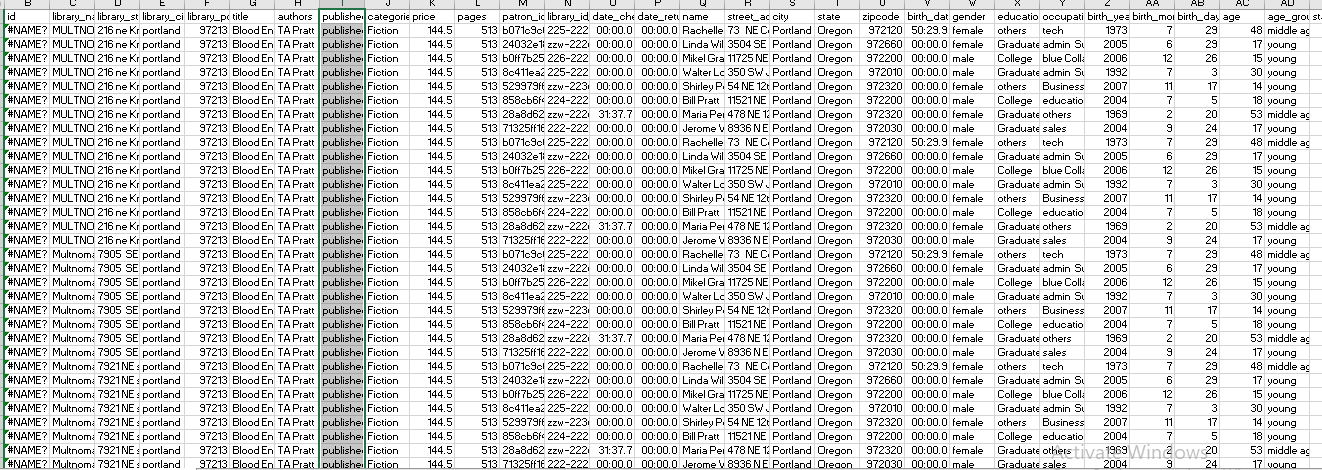 B C D E F G H I J K L M N O P Q R S T U V W X Y Z AA AB AC AD
id library_na library_st library_ci library_po title authors published categorie price pages patron_id library_id date_che date_retu name street_ad city state zipcode birth_dat gender educatio occupati birth_yea birth_mon birth_day age age_grou sta
#NAME? MULTNO 216 ne Kr portland 97213 Blood En TA Pratt published Fiction 144.5 513 b071c9c 225-222 00:00.0 00:00.0 Rachelle 73 NE C Portland Oregon 972120 50:29.9 female others tech 1973 7 29 48 middle ag
#NAME? MULTNO 216 ne Kr portland 97213 Blood En TA Pratt published Fiction 144.5 513 24032e1 zzw-222 00:00.0 00:00.0 Linda Wil 3504 SE Portland Oregon 972660 00:00.0 female Graduate admin Su 2005 6 29 17 young
#NAME? MULTNO 216 ne Kr portland 97213 Blood En TA Pratt published Fiction 144.5 513 b0ff7b2 226-222 00:00.0 00:00.0 Mikel Gra 11725 NE Portland Oregon 972200 00:00.0 male College blue Colla 2006 12 26 15 young
#NAME? MULTNO 216 ne Kr portland 97213 Blood En TA Pratt published Fiction 144.5 513 8c411ea 225-222 00:00.0 00:00.0 Walter Lo 350 SW Portland Oregon 972010 00:00.0 male Graduate admin Su 1992 7 3 30 young
#NAME? MULTNO 216 ne Kr portland 97213 Blood En TA Pratt published Fiction 144.5 513 529979f zzw-222 00:00.0 00:00.0 Shirley P 54 NE 12 Portland Oregon 972320 00:00.0 female others Business 2007 11 17 14 young
#NAME? MULTNO 216 ne Kr portland 97213 Blood En TA Pratt published Fiction 144.5 513 858cb6f 224-222 00:00.0 00:00.0 Bill Pratt 11521 NE Portland Oregon 972200 00:00.0 male College educatio 2004 7 5 18 young
#NAME? MULTNO 216 ne Kr portland 97213 Blood En TA Pratt published Fiction 144.5 513 28a8d62 zzw-222 31:37.7 00:00.0 Maria Per 478 NE 12 Portland Oregon 972320 00:00.0 female College others 1969 2 20 53 middle ag
#NAME? MULTNO 216 ne Kr portland 97213 Blood En TA Pratt published Fiction 144.5 513 71325ff1 222-222 00:00.0 00:00.0 Jerome V 8936 NE Portland Oregon 972030 00:00.0 male Graduate sales 2004 9 24 17 young
#NAME? MULTNO 216 ne Kr portland 97213 Blood En TA Pratt published Fiction 144.5 513 b071c9c 225-222 00:00.0 00:00.0 Rachelle 73 NE C Portland Oregon 972120 50:29.9 female others tech 1973 7 29 48 middle ag
#NAME? MULTNO 216 ne Kr portland 97213 Blood En TA Pratt published Fiction 144.5 513 24032e1 zzw-222 00:00.0 00:00.0 Linda Wil 3504 SE Portland Oregon 972660 00:00.0 female Graduate admin Su 2005 6 29 17 young
#NAME? MULTNO 216 ne Kr portland 97213 Blood En TA Pratt published Fiction 144.5 513 b0ff7b2 226-222 00:00.0 00:00.0 Mikel Gra 11725 NE Portland Oregon 972200 00:00.0 male College blue Colla 2006 12 26 15 young
#NAME? MULTNO 216 ne Kr portland 97213 Blood En TA Pratt published Fiction 144.5 513 8c411ea 225-222 00:00.0 00:00.0 Walter Lo 350 SW Portland Oregon 972010 00:00.0 male Graduate admin Su 1992 7 3 30 young
#NAME? MULTNO 216 ne Kr portland 97213 Blood En TA Pratt published Fiction 144.5 513 529979f zzw-222 00:00.0 00:00.0 Shirley P 54 NE 12 Portland Oregon 972320 00:00.0 female others Business 2007 11 17 14 young
#NAME? MULTNO 216 ne Kr portland 97213 Blood En TA Pratt published Fiction 144.5 513 858cb6f 224-222 00:00.0 00:00.0 Bill Pratt 11521 NE Portland Oregon 972200 00:00.0 male College educatio 2004 7 5 18 young
#NAME? MULTNO 216 ne Kr portland 97213 Blood En TA Pratt published Fiction 144.5 513 28a8d62 zzw-222 31:37.7 00:00.0 Maria Per 478 NE 12 Portland Oregon 972320 00:00.0 female College others 1969 2 20 53 middle ag
#NAME? MULTNO 216 ne Kr portland 97213 Blood En TA Pratt published Fiction 144.5 513 71325ff1 222-222 00:00.0 00:00.0 Jerome V 8936 NE Portland Oregon 972030 00:00.0 male Graduate sales 2004 9 24 17 young
#NAME? Multnoma 7905 SE portland 97213 Blood En TA Pratt published Fiction 144.5 513 b071c9c 225-222 00:00.0 00:00.0 Rachelle 73 NE C Portland Oregon 972120 50:29.9 female others tech 1973 7 29 48 middle ag
#NAME? Multnoma 7905 SE portland 97213 Blood En TA Pratt published Fiction 144.5 513 24032e1 zzw-222 00:00.0 00:00.0 Linda Wil 3504 SE Portland Oregon 972660 00:00.0 female Graduate admin Su 2005 6 29 17 young
#NAME? Multnoma 7905 SE portland 97213 Blood En TA Pratt published Fiction 144.5 513 b0ff7b2 226-222 00:00.0 00:00.0 Mikel Gra 11725 NE Portland Oregon 972200 00:00.0 male College blue Colla 2006 12 26 15 young
#NAME? Multnoma 7905 SE portland 97213 Blood En TA Pratt published Fiction 144.5 513 8c411ea 225-222 00:00.0 00:00.0 Walter Lo 350 SW Portland Oregon 972010 00:00.0 male Graduate admin Su 1992 7 3 30 young
#NAME? Multnoma 7905 SE portland 97213 Blood En TA Pratt published Fiction 144.5 513 529979f zzw-222 00:00.0 00:00.0 Shirley P 54 NE 12 Portland Oregon 972320 00:00.0 female others Business 2007 11 17 14 young
#NAME? Multnoma 7905 SE portland 97213 Blood En TA Pratt published Fiction 144.5 513 858cb6f 224-222 00:00.0 00:00.0 Bill Pratt 11521 NE Portland Oregon 972200 00:00.0 male College educatio 2004 7 5 18 young
#NAME? Multnoma 7905 SE portland 97213 Blood En TA Pratt published Fiction 144.5 513 28a8d62 zzw-222 31:37.7 00:00.0 Maria Per 478 NE 12 Portland Oregon 972320 00:00.0 female College others 1969 2 20 53 middle ag
#NAME? Multnoma 7905 SE portland 97213 Blood En TA Pratt published Fiction 144.5 513 71325ff1 222-222 00:00.0 00:00.0 Jerome V 8936 NE Portland Oregon 972030 00:00.0 male Graduate sales 2004 9 24 17 young
#NAME? Multnoma 7921 NE s portland 97213 Blood En TA Pratt published Fiction 144.5 513 b071c9c 225-222 00:00.0 00:00.0 Rachelle 73 NE C Portland Oregon 972120 50:29.9 female others tech 1973 7 29 48 middle ag
#NAME? Multnoma 7921 NE s portland 97213 Blood En TA Pratt published Fiction 144.5 513 24032e1 zzw-222 00:00.0 00:00.0 Linda Wil 3504 SE Portland Oregon 972660 00:00.0 female Graduate admin Su 2005 6 29 17 young
#NAME? Multnoma 7921 NE s portland 97213 Blood En TA Pratt published Fiction 144.5 513 b0ff7b2 226-222 00:00.0 00:00.0 Mikel Gra 11725 NE Portland Oregon 972200 00:00.0 male College blue Colla 2006 12 26 15 young
#NAME? Multnoma 7921 NE s portland 97213 Blood En TA Pratt published Fiction 144.5 513 8c411ea 225-222 00:00.0 00:00.0 Walter Lo 350 SW Portland Oregon 972010 00:00.0 male Graduate admin Su 1992 7 3 30 young
#NAME? Multnoma 7921 NE s portland 97213 Blood En TA Pratt published Fiction 144.5 513 529979f zzw-222 00:00.0 00:00.0 Shirley P 54 NE 12 Portland Oregon 972320 00:00.0 female others Business 2007 11 17 14 young
#NAME? Multnoma 7921 NE s portland 97213 Blood En TA Pratt published Fiction 144.5 513 858cb6f 224-222 00:00.0 00:00.0 Bill Pratt 11521 NE Portland Oregon 972200 00:00.0 male College educatio 2004 7 5 18 young
#NAME? Multnoma 7921 NE s portland 97213 Blood En TA Pratt published Fiction 144.5 513 28a8d62 zzw-222 31:37.7 00:00.0 Maria Per 478 NE 12 Portland Oregon 972320 00:00.0 female College others 1969 2 20 53 middle ag
#NAME? Multnoma 7921 NE s portland 97213 Blood En TA Pratt published Fiction 144.5 513 71325ff1 222-222 00:00.0 00:00.0 Jerome V 8936 NE Portland Oregon 972030 00:00.0 male Graduate sales 2004 9 24 17 young
Activate Windows